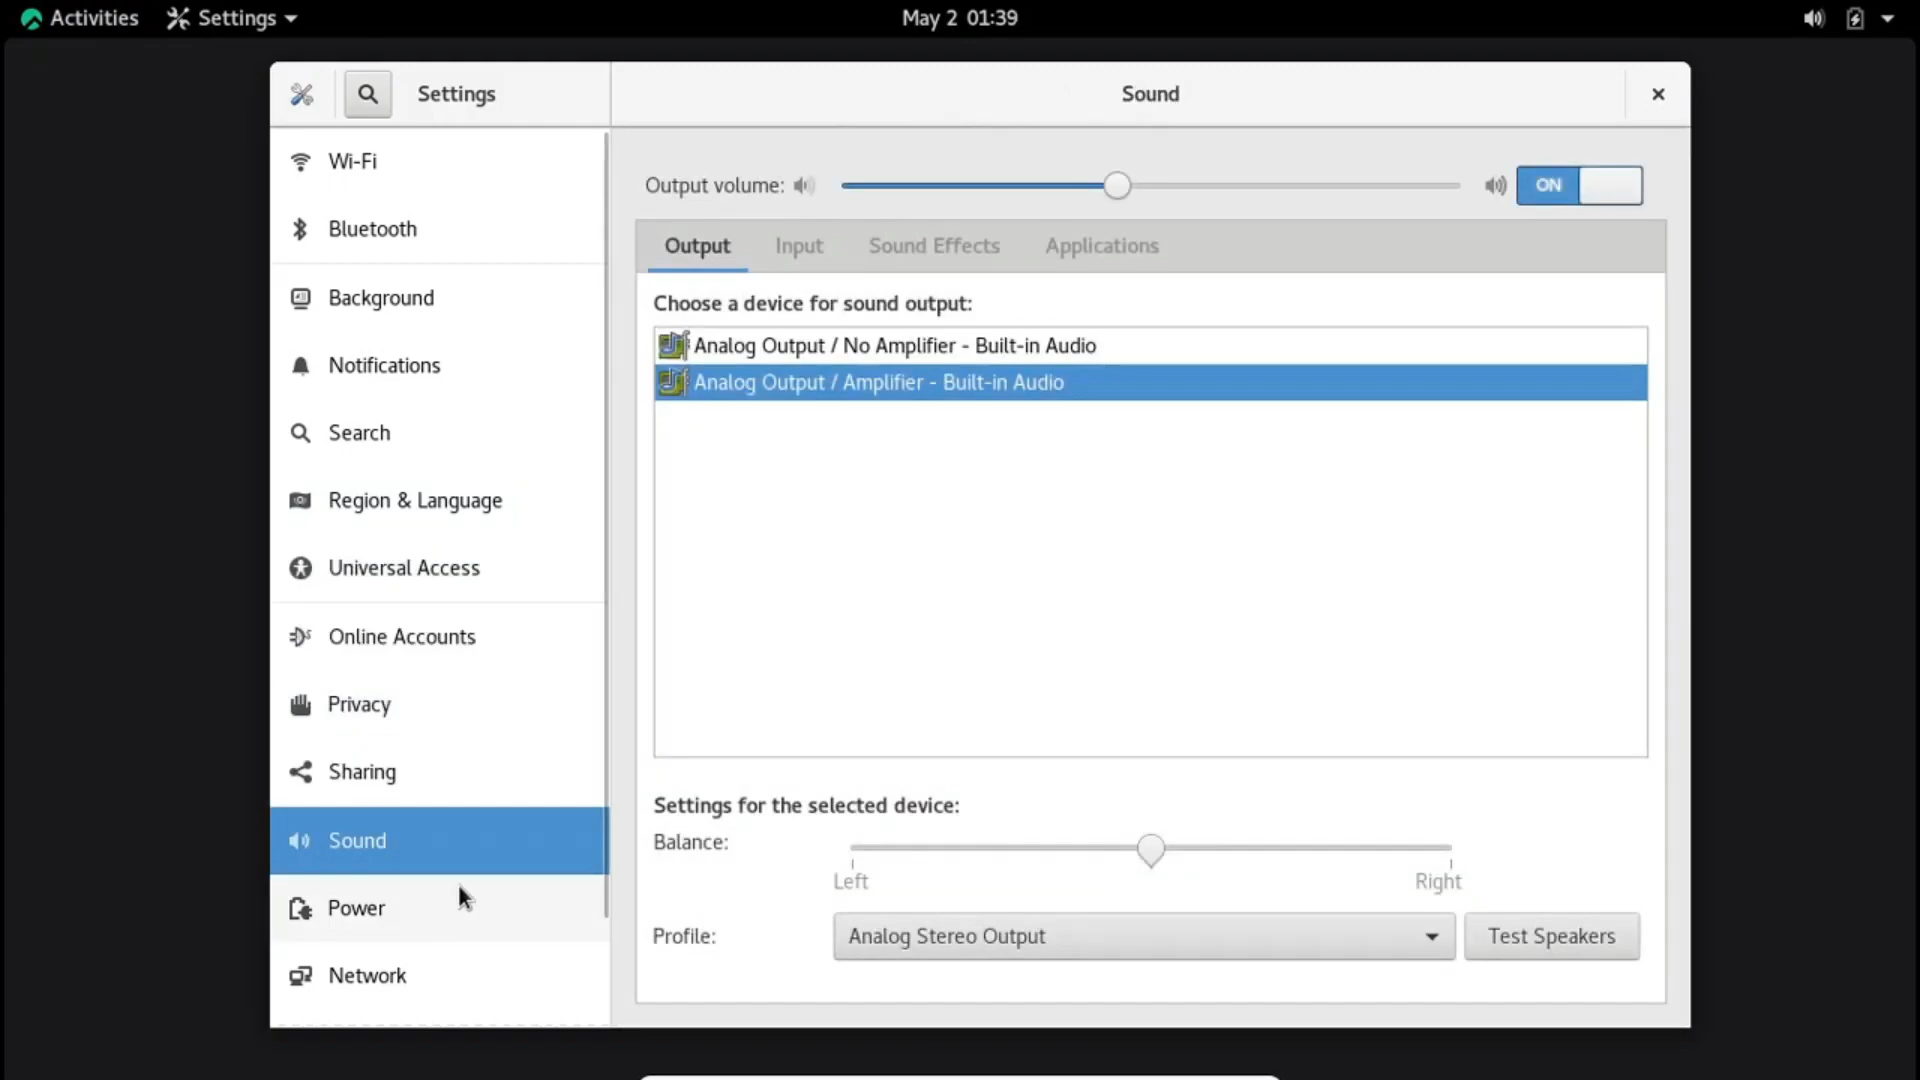 Activities Settings May 2 01:39
Settings Sound
Wi-Fi
Bluetooth
Background
Notifications
Search
Region & Language
Universal Access
Online Accounts
Privacy
Sharing
Sound
Power
Network
Output volume: ON
Output Input Sound Effects Applications
Choose a device for sound output:
Analog Output / No Amplifier - Built-in Audio
Analog Output / Amplifier - Built-in Audio
Settings for the selected device:
Balance:
Left Right
Profile: Analog Stereo Output Test Speakers